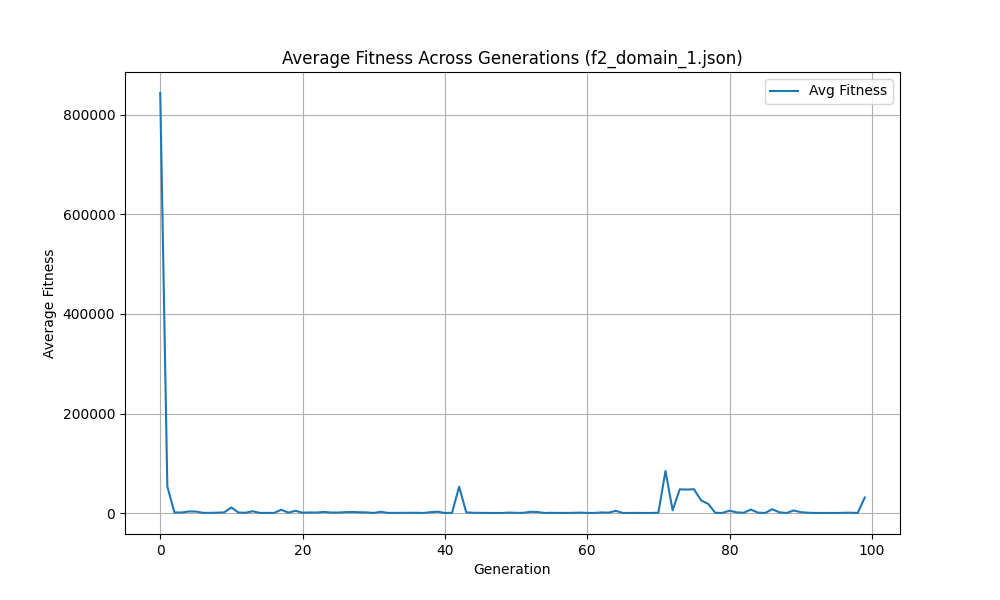 Average Fitness Across Generations (f2_domain_1.json)
Avg Fitness
800000
600000
400000
200000
0
Average Fitness
0 20 40 60 80 100
Generation